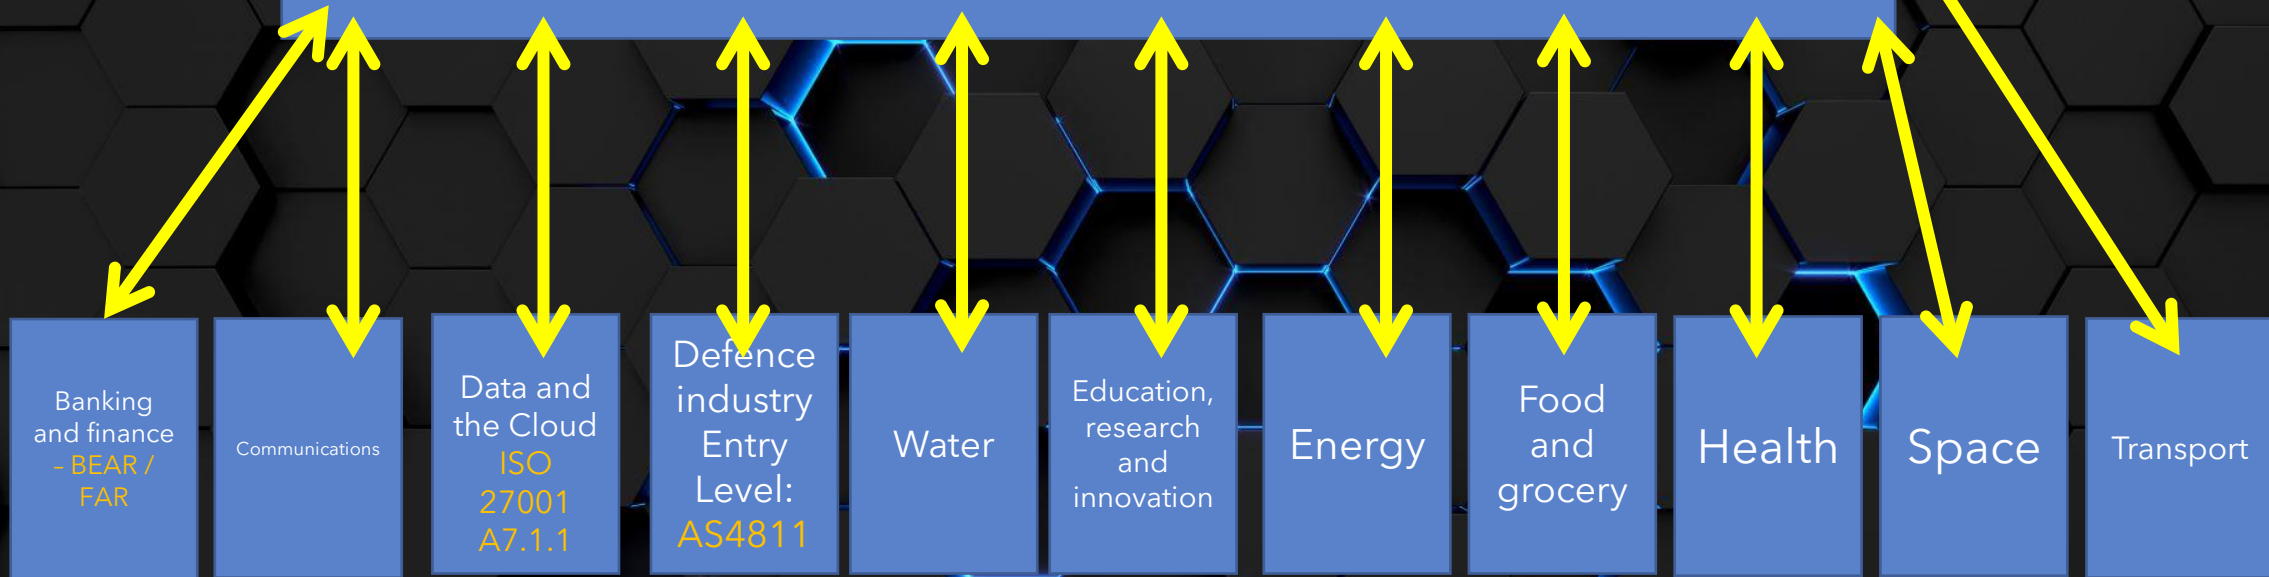 Banking
and finance
– BEAR /
FAR
Communications
Data and
the Cloud
ISO
27001
A7.1.1
Defence
industry
Entry
Level:
AS4811
Water
Education,
research
and
innovation
Energy
Food
and
grocery
Health
Space
Transport